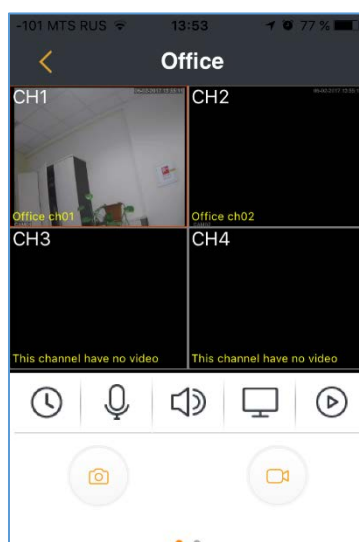 -101 MTS RUS 13:53 77 %
Office
CH1
CH2
Office ch01
Office ch02
CH3
CH4
This channel have no video
This channel have no video